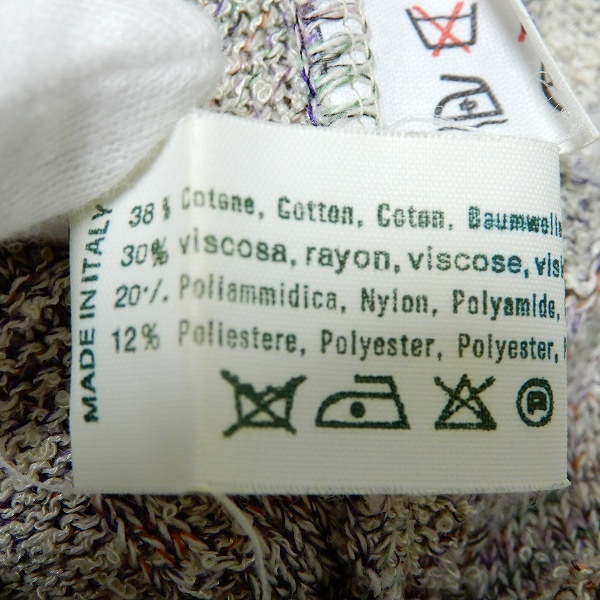 MADE IN ITALY
38 % Cotone, Cotton, Coton, Baumwolle
30% viscosa, rayon, viscose, vis
20% Poliammidica, Nylon, Polyamide,
12% Poliestere, Polyester, Polyester,
P